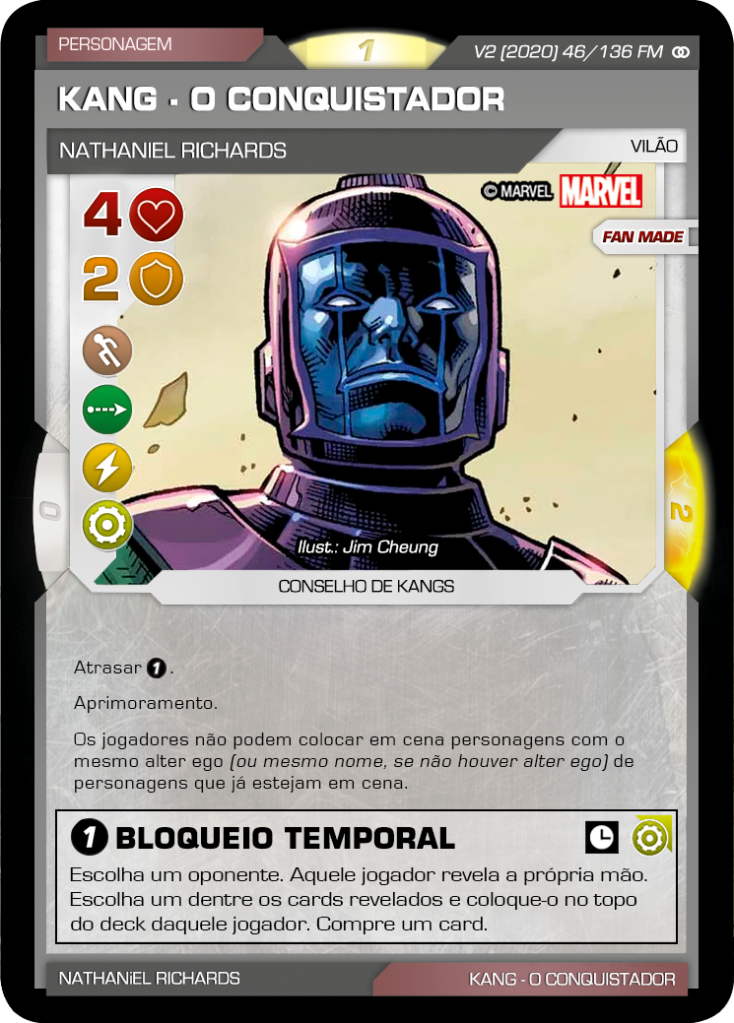 PERSONAGEM
1
V2 (2020) 46/136 FM
KANG - O CONQUISTADOR
NATHANIEL RICHARDS
VILÃO
© MARVEL MARVEL
4
FAN MADE
2
0
2
Ilust.: Jim Cheung
CONSELHO DE KANGS
Atrasar 1.
Aprimoramento.
Os jogadores não podem colocar em cena personagens com o
mesmo alter ego (ou mesmo nome, se não houver alter ego) de
personagens que já estejam em cena.
1 BLOQUEIO TEMPORAL
Escolha um oponente. Aquele jogador revela a própria mão.
Escolha um dentre os cards revelados e coloque-o no topo
do deck daquele jogador. Compre um card.
NATHANiEL RICHARDS
KANG - O CONQUISTADOR